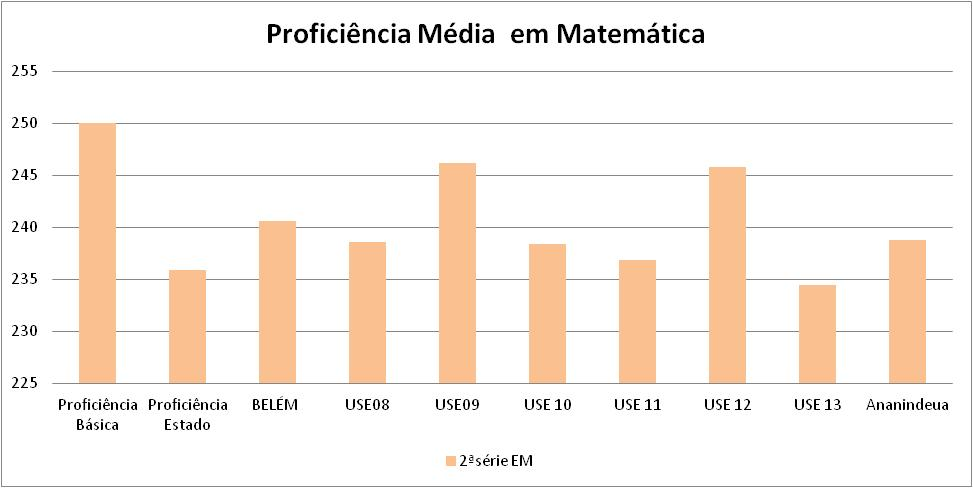 Proficiência Média  em Matemática
255
250
245
240
235
230
225
Proficiência Básica
Proficiência Estado
BELÉM
USE08
USE09
USE 10
USE 11
USE 12
USE 13
Ananindeua
2ªsérie EM